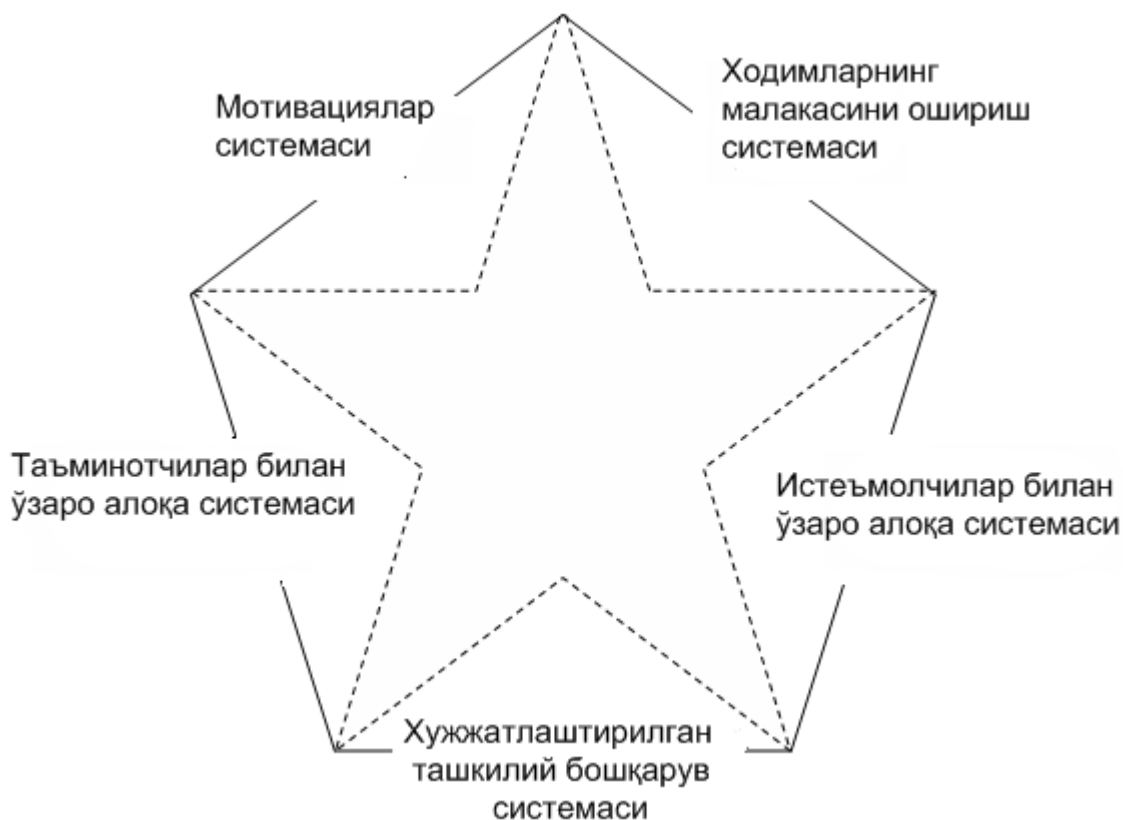 Мотивациялар
системаси
Ходимларнинг
малакасини ошириш
системаси
Таъминотчилар билан
ўзаро алоқа системаси
Истеъмолчилар билан
ўзаро алоқа системаси
Хужжатлаштирилган
ташкилий бошқарув
системаси